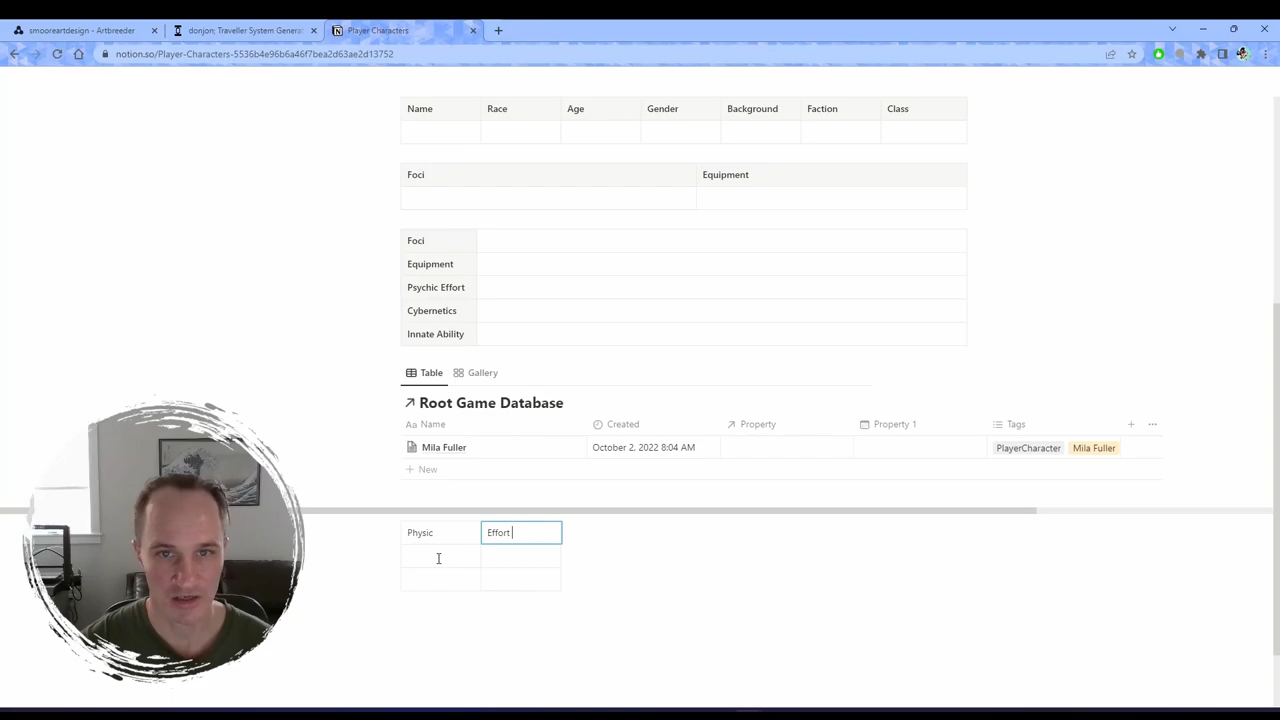 smooreartdesign - Artbreeder
donjon; Traveller System Genera
Player Characters
notion.so/Player-Characters-5536b4e96b6a46f7bea2d63ae2d13752
Name Race Age Gender Background Faction Class
Foci Equipment
Foci
Equipment
Psychic Effort
Cybernetics
Innate Ability
Table Gallery
Root Game Database
Aa Name Created Property Property 1 Tags
Mila Fuller October 2, 2022 8:04 AM PlayerCharacter Mila Fuller
+ New
Physic Effort